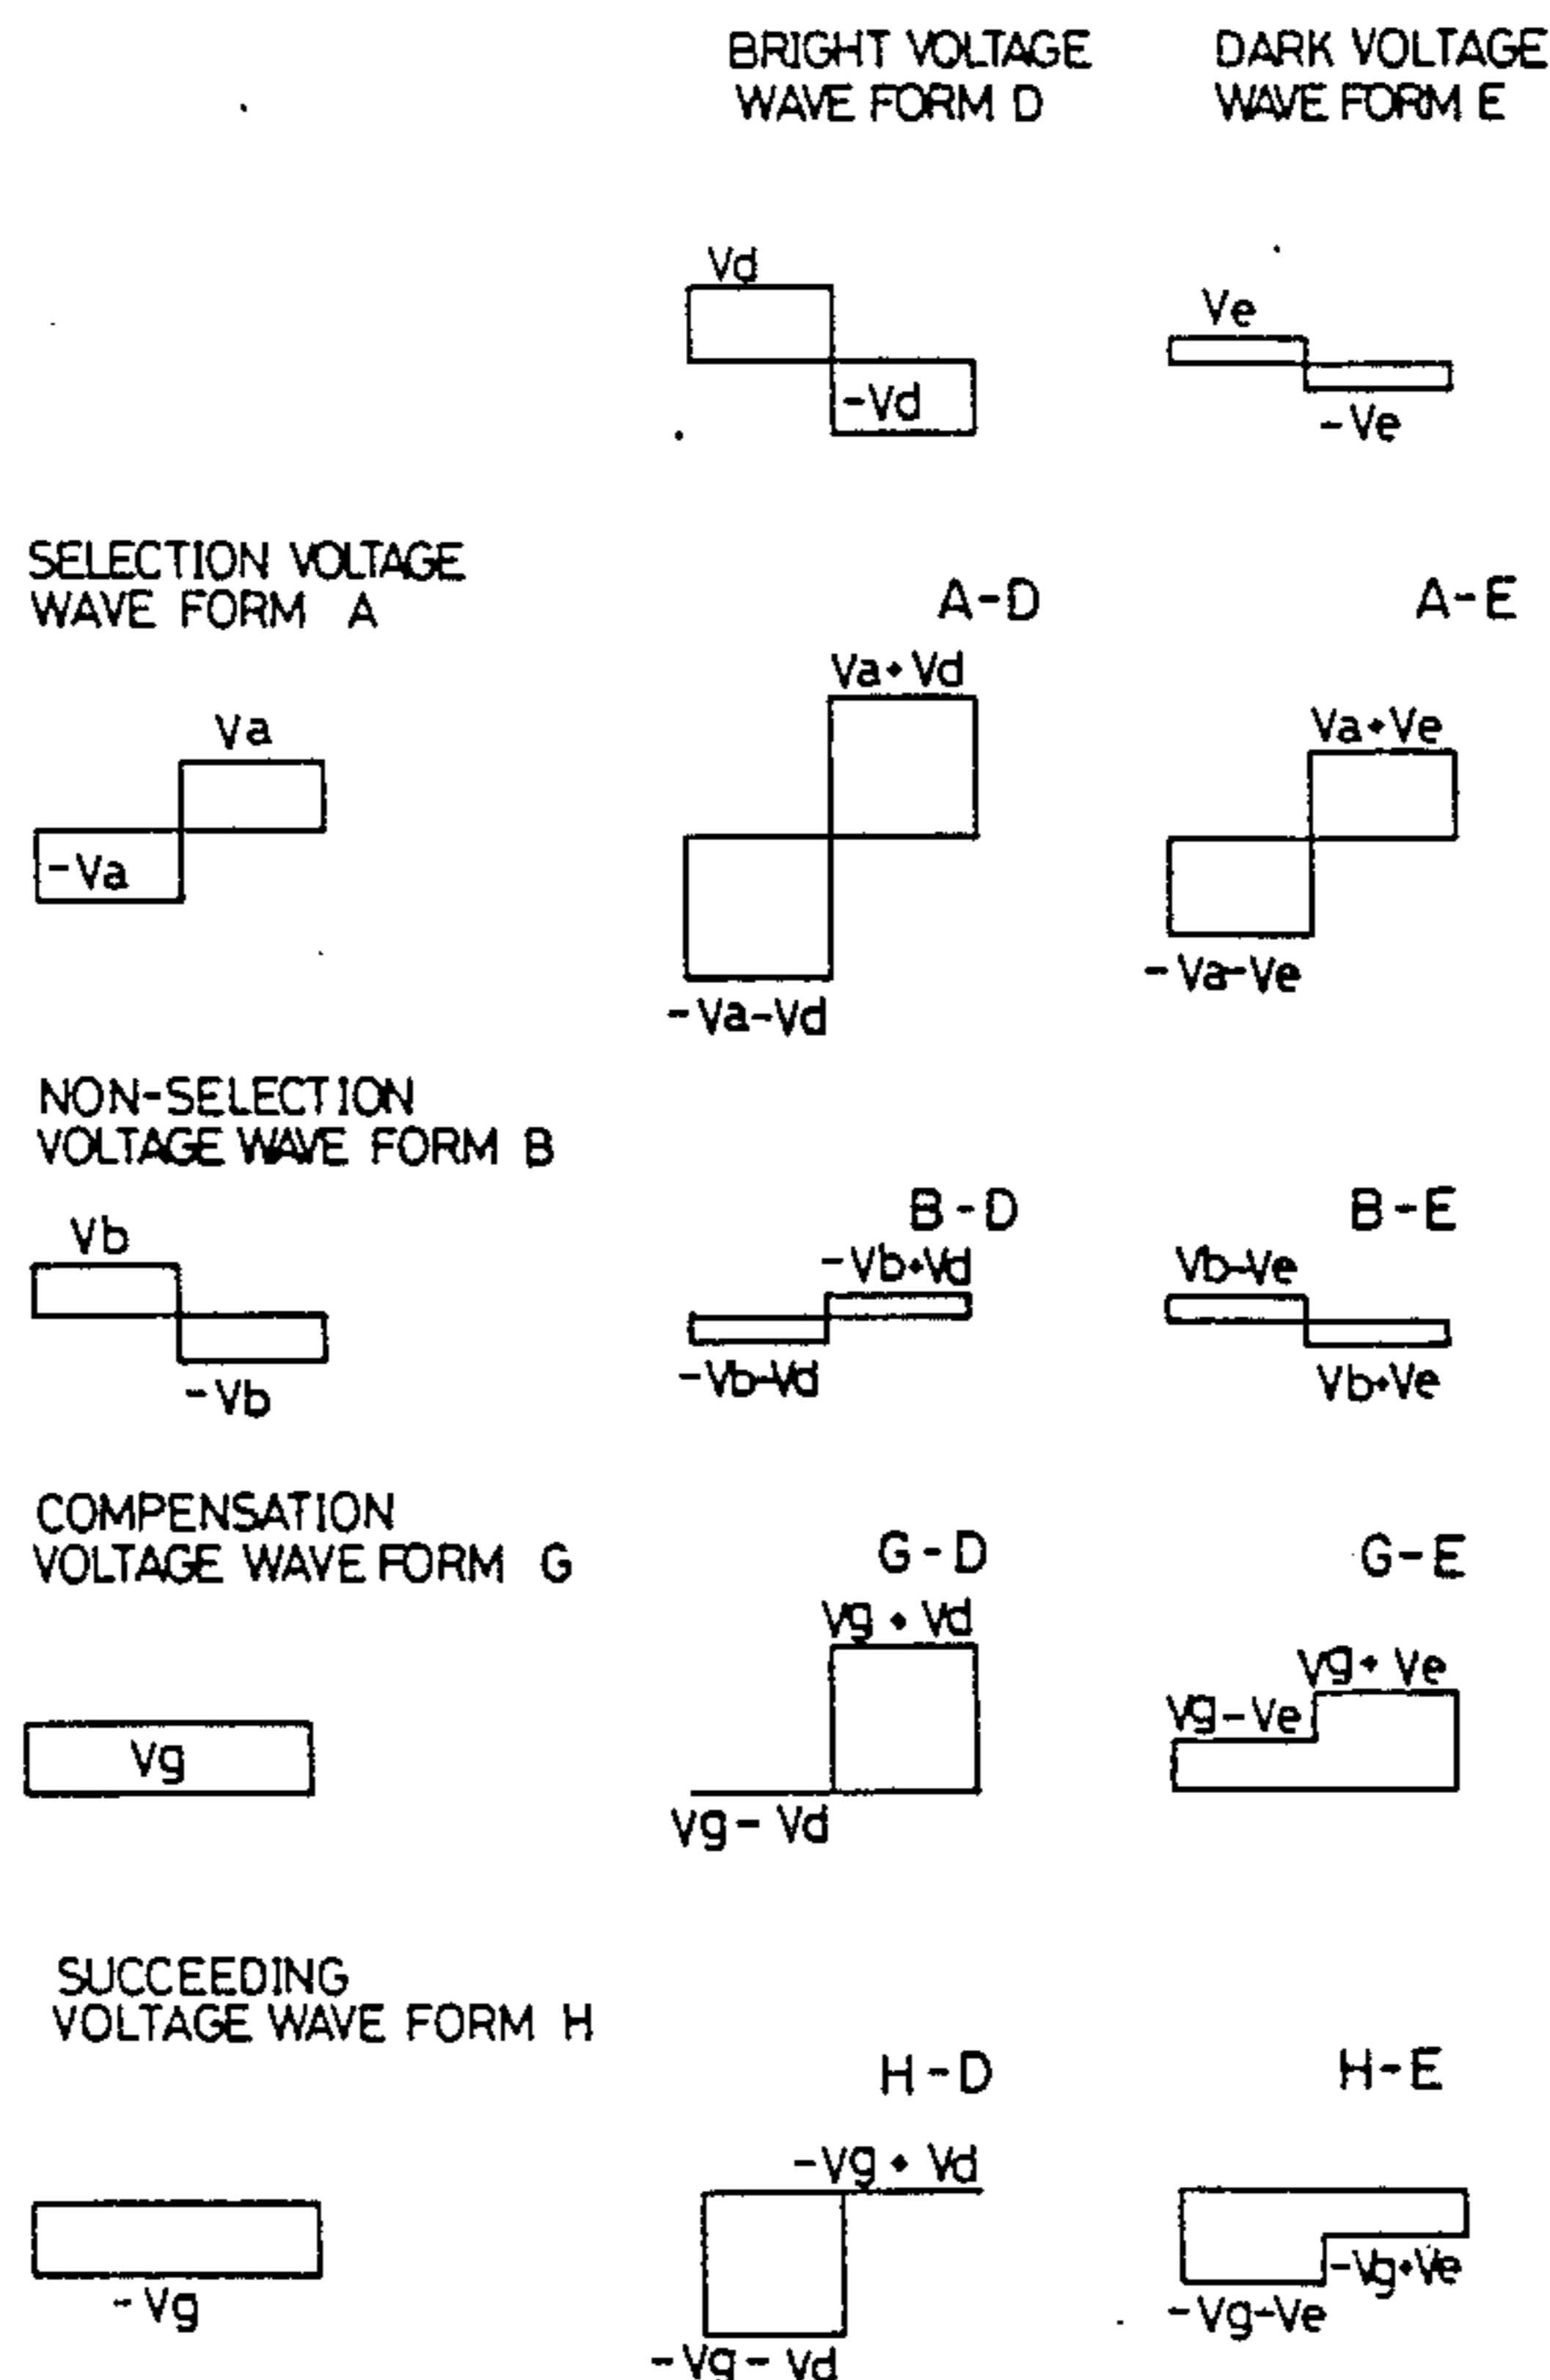 BRIGHT VOLTAGE
WAVE FORM D
DARK VOLTAGE
WAVE FORM E
Vd
-Vd
Ve
-Ve
SELECTION VOLTAGE
WAVE FORM A
A-D
A-E
Va
-Va
Va+Vd
-Va-Vd
Va+Ve
-Va-Ve
NON-SELECTION
VOLTAGE WAVE FORM B
B-D
B-E
Vb
-Vb
-Vb+Vd
-Vb-Vd
Vb-Ve
Vb+Ve
COMPENSATION
VOLTAGE WAVE FORM G
G-D
G-E
Vg
Vg + Vd
Vg - Vd
Vg + Ve
Vg-Ve
SUCCEEDING
VOLTAGE WAVE FORM H
H-D
H-E
-Vg
-Vg + Vd
-Vg - Vd
-Vg+Ve
-Vg-Ve